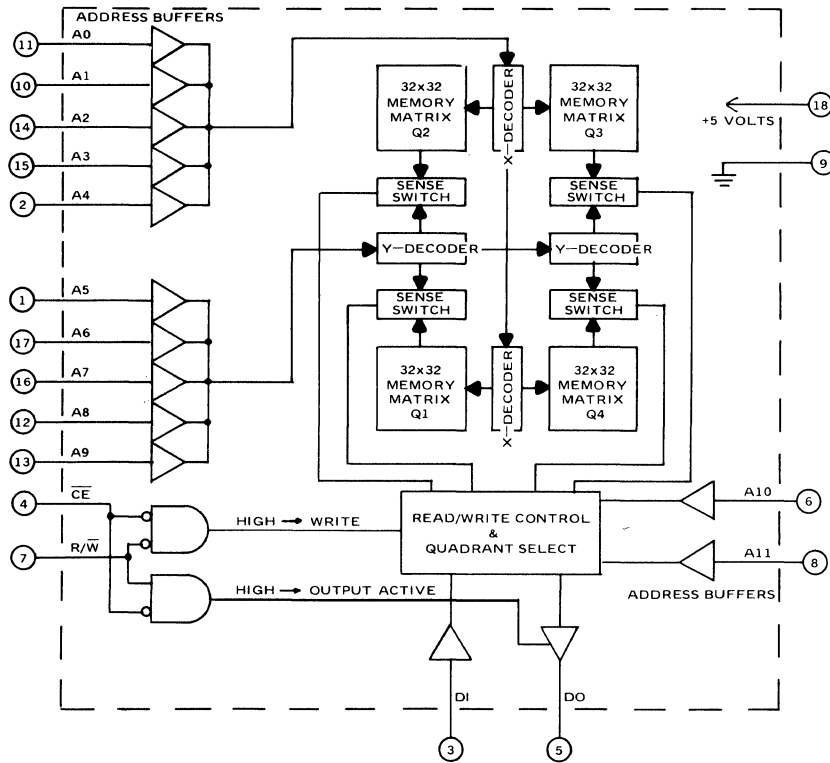 ADDRESS BUFFERS
11 A0
10 A1
14 A2
15 A3
2 A4
1 A5
17 A6
16 A7
12 A8
13 A9
4 CE
7 R/W
32x32
MEMORY
MATRIX
Q2
X-DECODER
32x32
MEMORY
MATRIX
Q3
+5 VOLTS
18
9
SENSE
SWITCH
SENSE
SWITCH
Y-DECODER
Y-DECODER
SENSE
SWITCH
SENSE
SWITCH
32x32
MEMORY
MATRIX
Q1
X-DECODER
32x32
MEMORY
MATRIX
Q4
HIGH → WRITE
HIGH → OUTPUT ACTIVE
READ/WRITE CONTROL
&
QUADRANT SELECT
A10 6
A11 8
ADDRESS BUFFERS
DI
DO
3
5